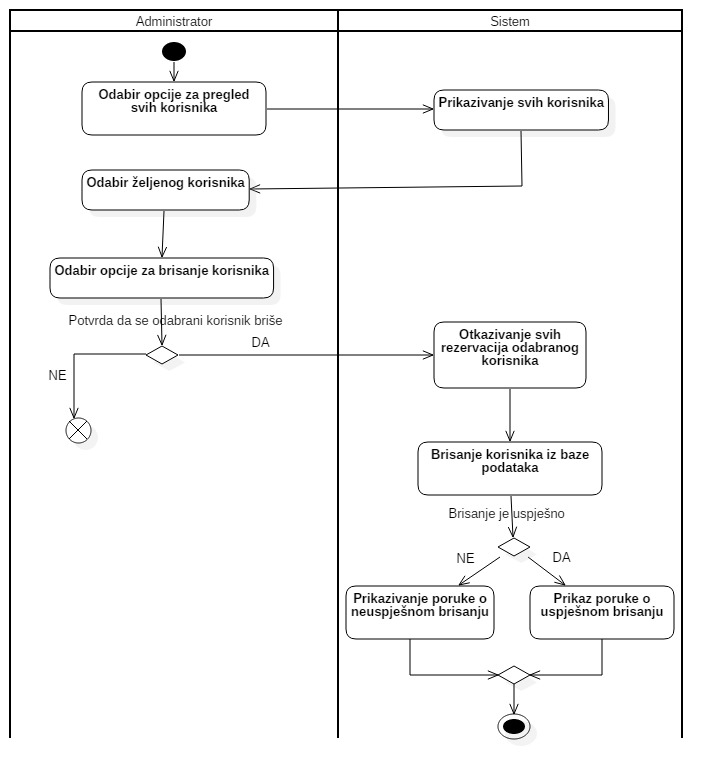 Administrator
Sistem
Odabir opcije za pregled
svih korisnika
Prikazivanje svih korisnika
Odabir željenog korisnika
Odabir opcije za brisanje korisnika
Potvrda da se odabrani korisnik briše
DA
NE
Otkazivanje svih
rezervacija odabranog
korisnika
Brisanje korisnika iz baze
podataka
Brisanje je uspješno
NE
DA
Prikazivanje poruke o
neuspješnom brisanju
Prikaz poruke o
uspješnom brisanju